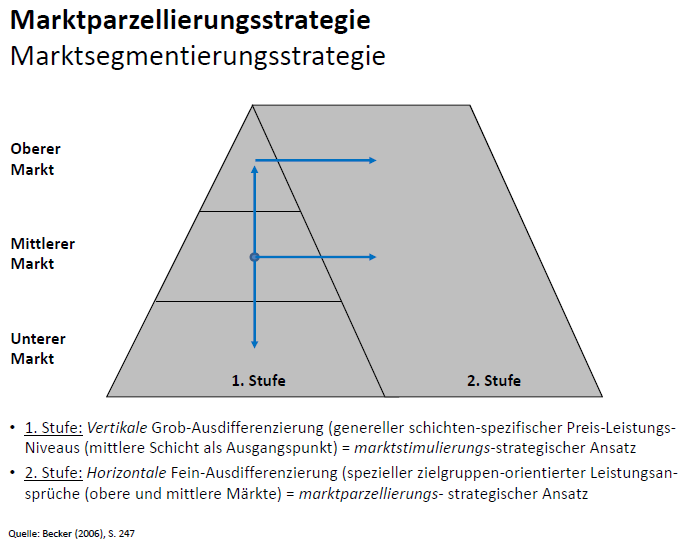 Marktparzellierungsstrategie
Marktsegmentierungsstrategie
Oberer
Markt
Mittlerer
Markt
Unterer
Markt
1. Stufe
2. Stufe
• 1. Stufe: Vertikale Grob-Ausdifferenzierung (genereller schichten-spezifischer Preis-Leistungs-
Niveaus (mittlere Schicht als Ausgangspunkt) = marktstimulierungs-strategischer Ansatz
• 2. Stufe: Horizontale Fein-Ausdifferenzierung (spezieller zielgruppen-orientierter Leistungsan-
sprüche (obere und mittlere Märkte) = marktparzellierungs- strategischer Ansatz
Quelle: Becker (2006), S. 247